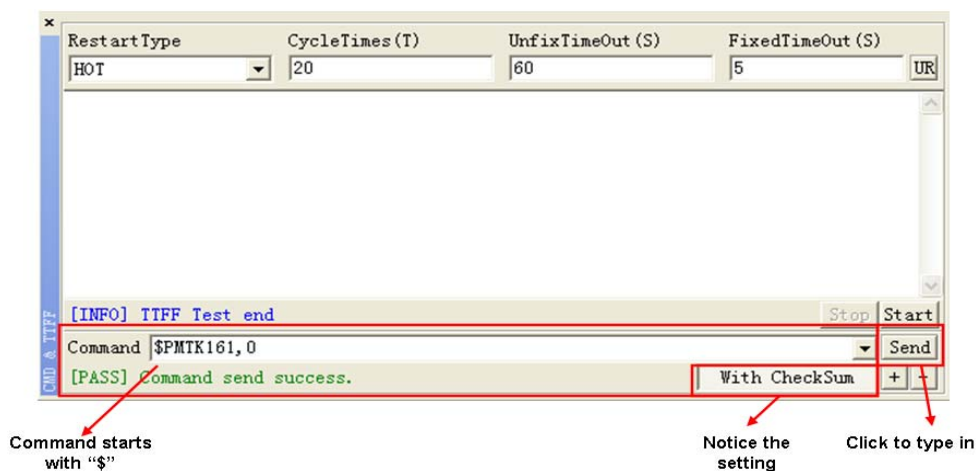 ×
RestartType CycleTimes(T) UnfixTimeOut(S) FixedTimeOut(S)
HOT 20 60 5 UR
[INFO] TTFF Test end Stop Start
CMD & TTFF
Command $PMTK161,0 Send
[PASS] Command send success. With CheckSum + -
Command starts with “$”
Notice the setting
Click to type in